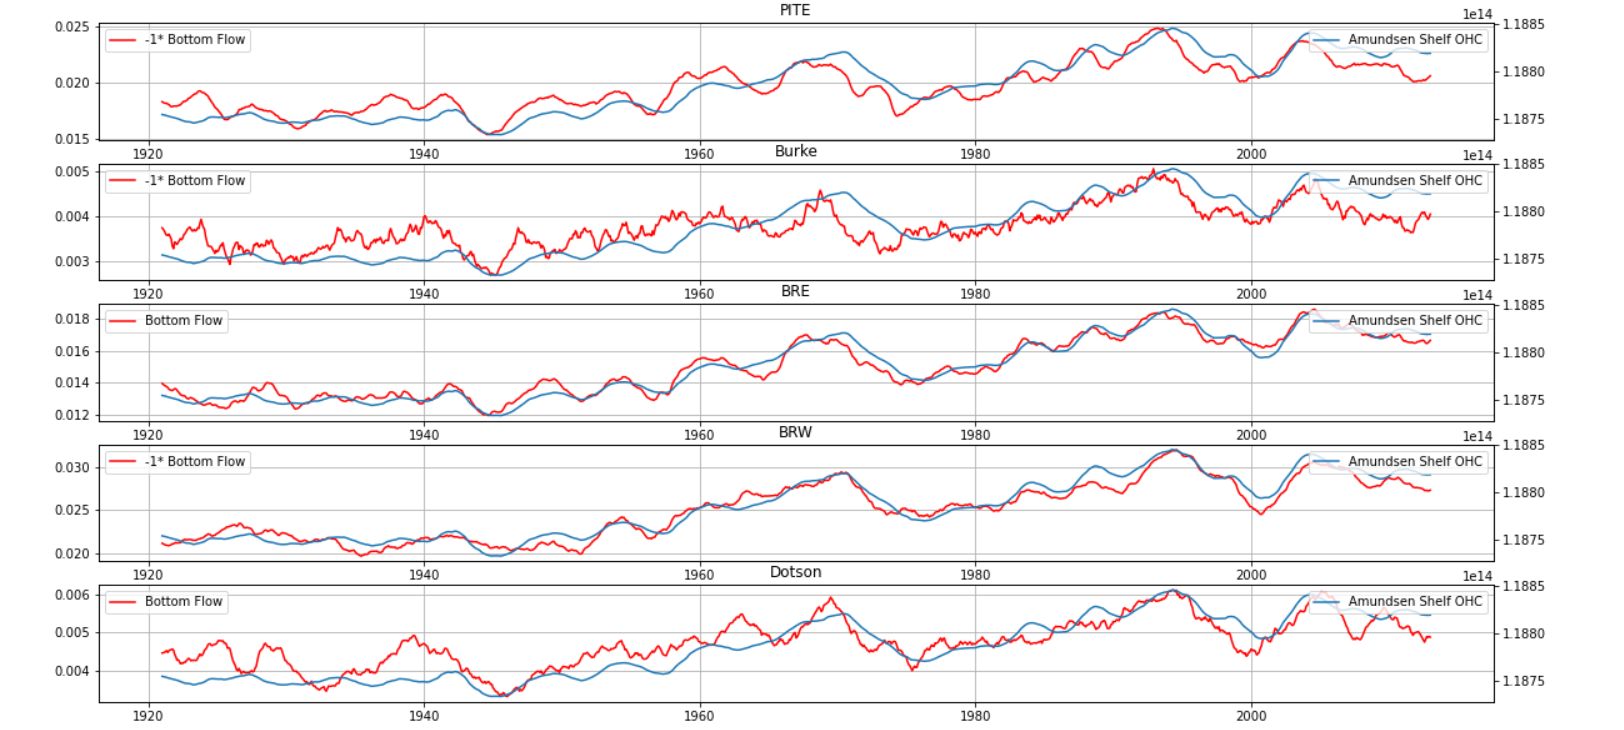 PITE
1e14
0.025
0.020
0.015
-1* Bottom Flow
Amundsen Shelf OHC
1.1885
1.1880
1.1875
1920 1940 1960 1980 2000
Burke
1e14
0.005
0.004
0.003
-1* Bottom Flow
Amundsen Shelf OHC
1.1885
1.1880
1.1875
1920 1940 1960 1980 2000
BRE
1e14
0.018
0.016
0.014
0.012
Bottom Flow
Amundsen Shelf OHC
1.1885
1.1880
1.1875
1920 1940 1960 1980 2000
BRW
1e14
0.030
0.025
0.020
-1* Bottom Flow
Amundsen Shelf OHC
1.1885
1.1880
1.1875
1920 1940 1960 1980 2000
Dotson
1e14
0.006
0.005
0.004
Bottom Flow
Amundsen Shelf OHC
1.1885
1.1880
1.1875
1920 1940 1960 1980 2000